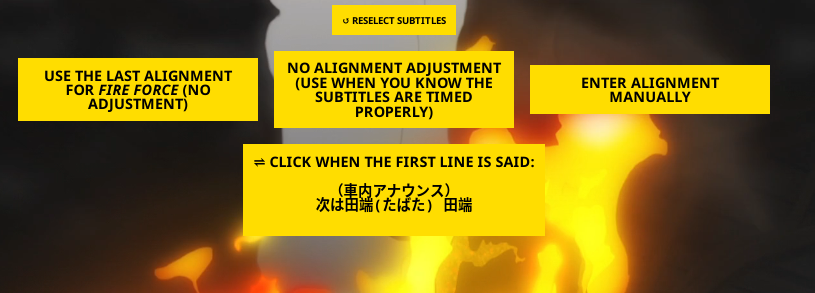 ↺ RESELECT SUBTITLES
USE THE LAST ALIGNMENT
FOR FIRE FORCE (NO
ADJUSTMENT)
NO ALIGNMENT ADJUSTMENT
(USE WHEN YOU KNOW THE
SUBTITLES ARE TIMED
PROPERLY)
ENTER ALIGNMENT
MANUALLY
⇌ CLICK WHEN THE FIRST LINE IS SAID:
（車内アナウンス）
次は田端(たばた) 田端